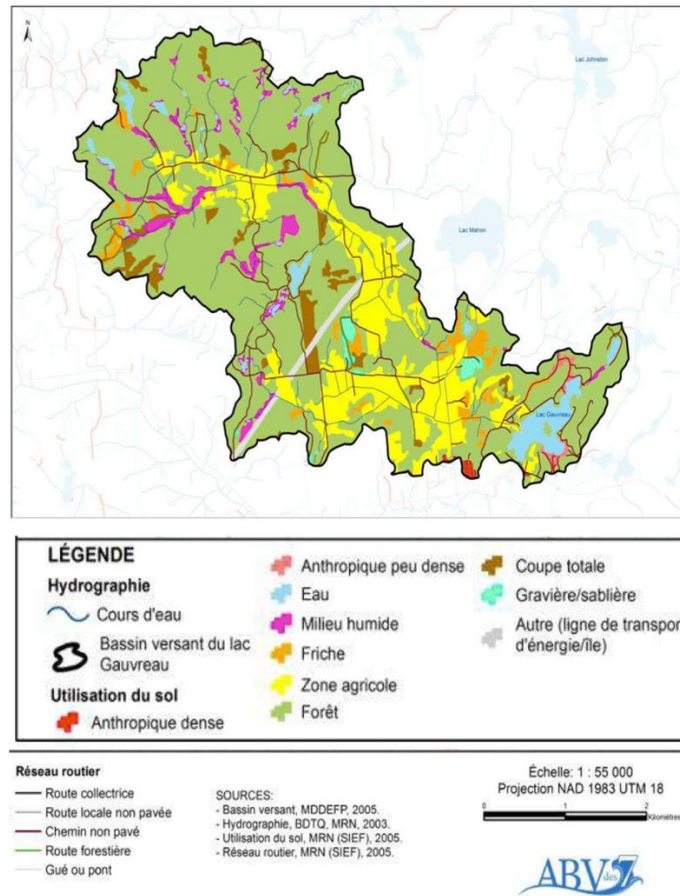 N
Lac Johnston
Lac Mahon
Lac Gauvreau
LÉGENDE
Hydrographie
Cours d'eau
Bassin versant du lac
Gauvreau
Utilisation du sol
Anthropique dense
Anthropique peu dense
Eau
Milieu humide
Friche
Zone agricole
Forêt
Coupe totale
Gravière/sablière
Autre (ligne de transpor
d'énergie/île)
Réseau routier
Route collectrice
Route locale non pavée
Chemin non pavé
Route forestière
Gué ou pont
SOURCES:
- Bassin versant, MDDEFP, 2005.
- Hydrographie, BDTQ, MRN, 2003.
- Utilisation du sol, MRN (SIEF), 2005.
- Réseau routier, MRN (SIEF), 2005.
Échelle: 1 : 55 000
Projection NAD 1983 UTM 18
0 1 2
Kilomètres
ABV des 7